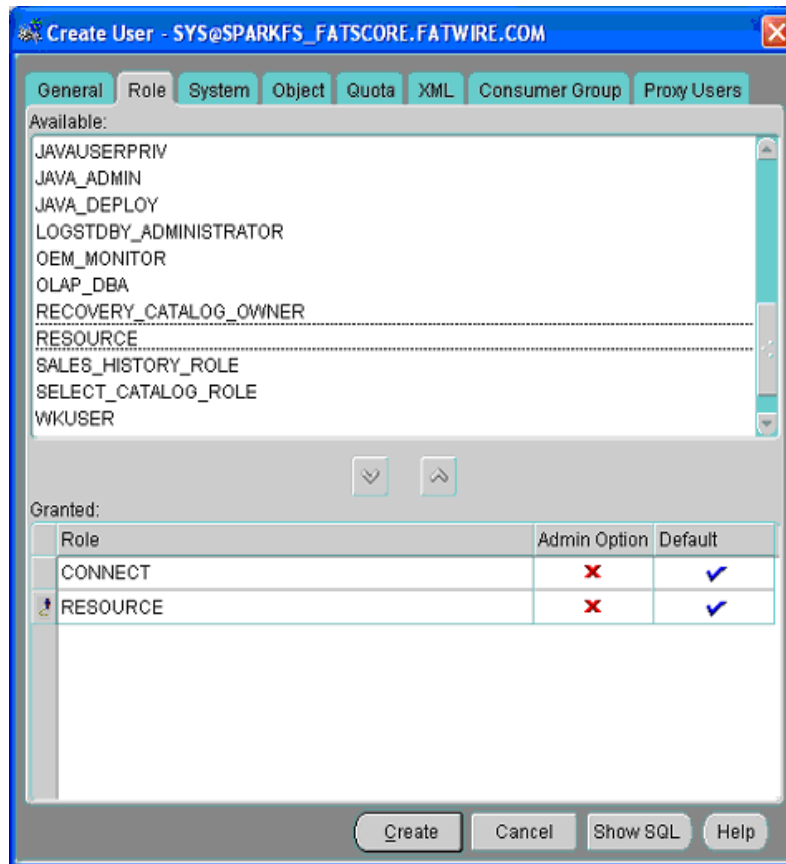 Create User - SYS@SPARKFS_FATSCORE.FATWIRE.COM
General Role System Object Quota XML Consumer Group Proxy Users
Available:
JAVAUSERPRIV
JAVA_ADMIN
JAVA_DEPLOY
LOGSTDBY_ADMINISTRATOR
OEM_MONITOR
OLAP_DBA
RECOVERY_CATALOG_OWNER
RESOURCE
SALES_HISTORY_ROLE
SELECT_CATALOG_ROLE
WKUSER
Granted:
Role Admin Option Default
CONNECT
RESOURCE
Create Cancel Show SQL Help